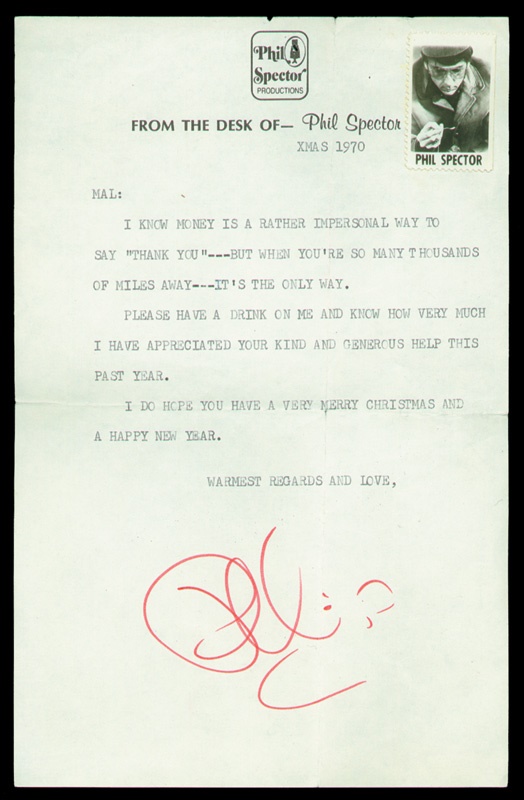 Phil
Spector
PRODUCTIONS
FROM THE DESK OF— Phil Spector
XMAS 1970
PHIL SPECTOR
MAL:
I KNOW MONEY IS A RATHER IMPERSONAL WAY TO
SAY "THANK YOU"---BUT WHEN YOU'RE SO MANY THOUSANDS
OF MILES AWAY---IT'S THE ONLY WAY.
PLEASE HAVE A DRINK ON ME AND KNOW HOW VERY MUCH
I HAVE APPRECIATED YOUR KIND AND GENEROUS HELP THIS
PAST YEAR.
I DO HOPE YOU HAVE A VERY MERRY CHRISTMAS AND
A HAPPY NEW YEAR.
WARMEST REGARDS AND LOVE,